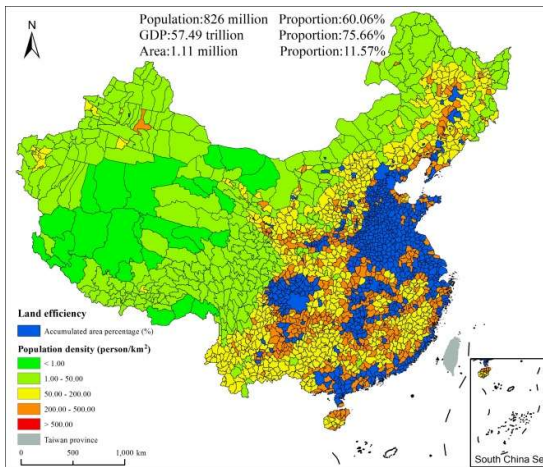 Population:826 million Proportion:60.06%
GDP:57.49 trillion Proportion:75.66%
Area:1.11 million Proportion:11.57%
N
Land efficiency
Accumulated area percentage (%)
Population density (person/km²)
< 1.00
1.00 - 50.00
50.00 - 200.00
200.00 - 500.00
> 500.00
Taiwan province
0 500 1,000 km
South China Se